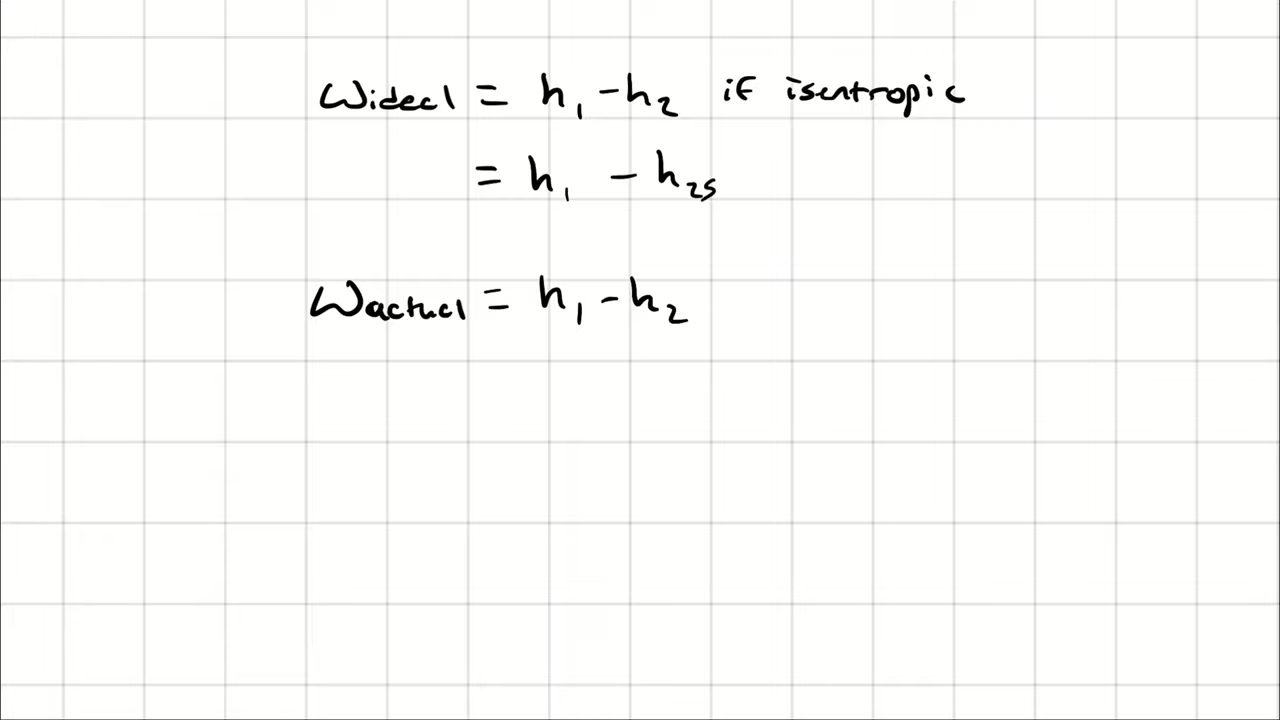 Wideal = h₁ - h₂ if isentropic
= h₁ - h₂ₛ
Wactual = h₁ - h₂